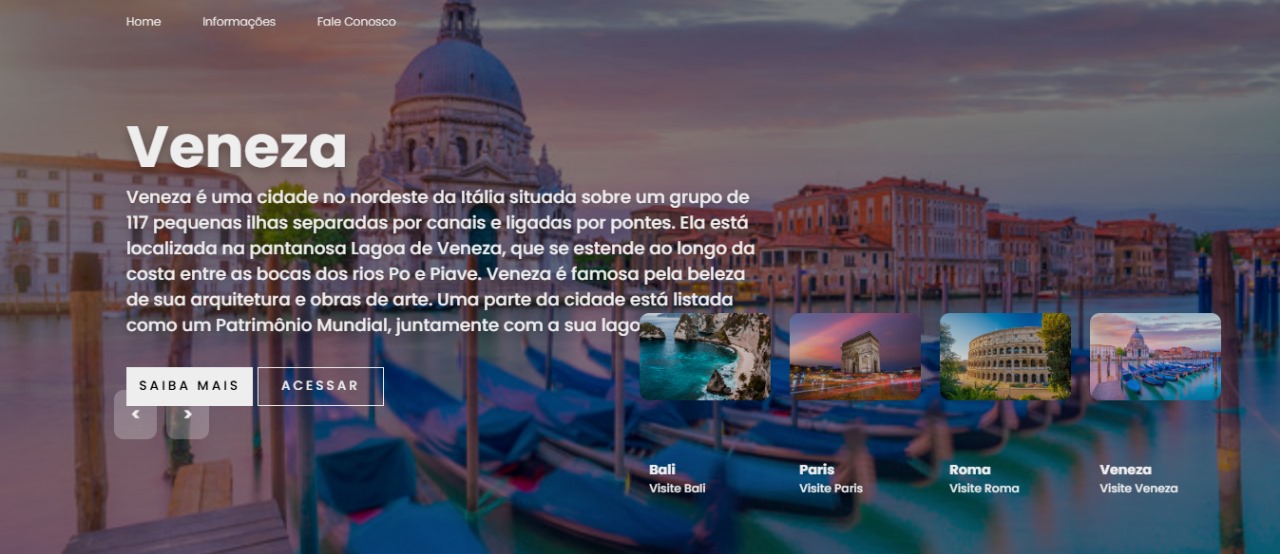 Home
Informações
Fale Conosco
Veneza
Veneza é uma cidade no nordeste da Itália situada sobre um grupo de
117 pequenas ilhas separadas por canais e ligadas por pontes. Ela está
localizada na pantanosa Lagoa de Veneza, que se estende ao longo da
costa entre as bocas dos rios Po e Piave. Veneza é famosa pela beleza
de sua arquitetura e obras de arte. Uma parte da cidade está listada
como um Patrimônio Mundial, juntamente com a sua lago
SAIBA MAIS
ACESSAR
<
>
Bali
Visite Bali
Paris
Visite Paris
Roma
Visite Roma
Veneza
Visite Veneza